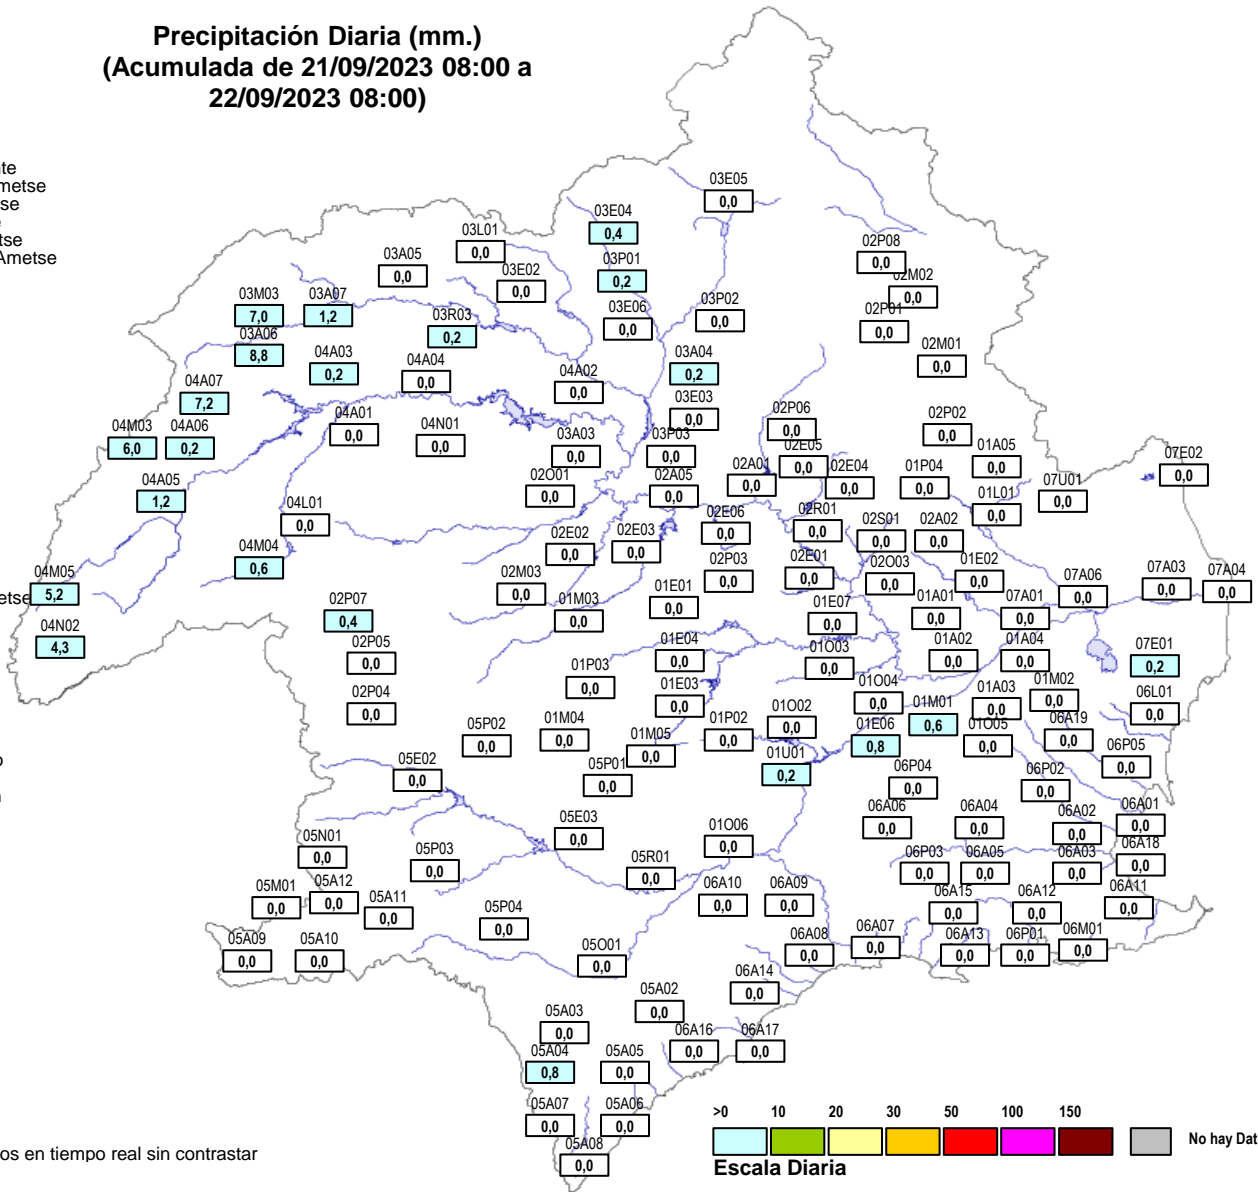 Precipitación Diaria (mm.)
(Acumulada de 21/09/2023 08:00 a
22/09/2023 08:00)
nte
metse
tse
e
tse
Ametse
03E05
0,0
03E04
0,4
03L01
0,0
02P08
0,0
03A05
0,0
03P01
0,2
03E02
0,0
02M02
0,0
03M03
7,0
03A07
1,2
03P02
0,0
03E06
0,0
02P01
0,0
03R03
0,2
03A06
8,8
02M01
0,0
04A03
0,2
04A04
0,0
03A04
0,2
04A02
0,0
04A07
7,2
03E03
0,0
02P06
0,0
04A01
0,0
02P02
0,0
04M03
6,0
04A06
0,2
04N01
0,0
03A03
0,0
03P03
0,0
02E05
0,0
01A05
0,0
07E02
0,0
02A01
0,0
02E04
0,0
01P04
0,0
02O01
0,0
02A05
0,0
04A05
1,2
07U01
0,0
01L01
0,0
04L01
0,0
02E06
0,0
02R01
0,0
02S01
0,0
02A02
0,0
02E02
0,0
02E03
0,0
04M04
0,6
02P03
0,0
02E01
0,0
02O03
0,0
01E02
0,0
04M05
5,2
02M03
0,0
07A06
0,0
07A03
0,0
07A04
0,0
etse
01M03
0,0
01E01
0,0
01E07
0,0
01A01
0,0
07A01
0,0
02P07
0,4
04N02
4,3
02P05
0,0
01E04
0,0
01O03
0,0
01A02
0,0
01A04
0,0
07E01
0,2
01P03
0,0
02P04
0,0
01E03
0,0
01O04
0,0
01A03
0,0
01M02
0,0
06L01
0,0
01M01
0,6
01O02
0,0
05P02
0,0
01M04
0,0
01P02
0,0
01E06
0,8
01O05
0,0
06A19
0,0
01M05
0,0
o
01U01
0,2
06P05
0,0
05E02
0,0
05P01
0,0
06P04
0,0
06P02
0,0
06A06
0,0
06A04
0,0
06A02
0,0
06A01
0,0
05E03
0,0
01O06
0,0
05N01
0,0
05P03
0,0
05R01
0,0
06P03
0,0
06A05
0,0
06A03
0,0
06A18
0,0
05M01
0,0
05A12
0,0
05A11
0,0
06A10
0,0
06A09
0,0
06A15
0,0
06A12
0,0
06A11
0,0
05P04
0,0
05A09
0,0
05A10
0,0
05O01
0,0
06A08
0,0
06A07
0,0
06A13
0,0
06P01
0,0
06M01
0,0
06A14
0,0
05A02
0,0
05A03
0,0
06A16
0,0
06A17
0,0
05A04
0,8
05A05
0,0
05A07
0,0
05A06
0,0
05A08
0,0
>0 10 20 30 50 100 150
No hay Dat
Escala Diaria
os en tiempo real sin contrastar